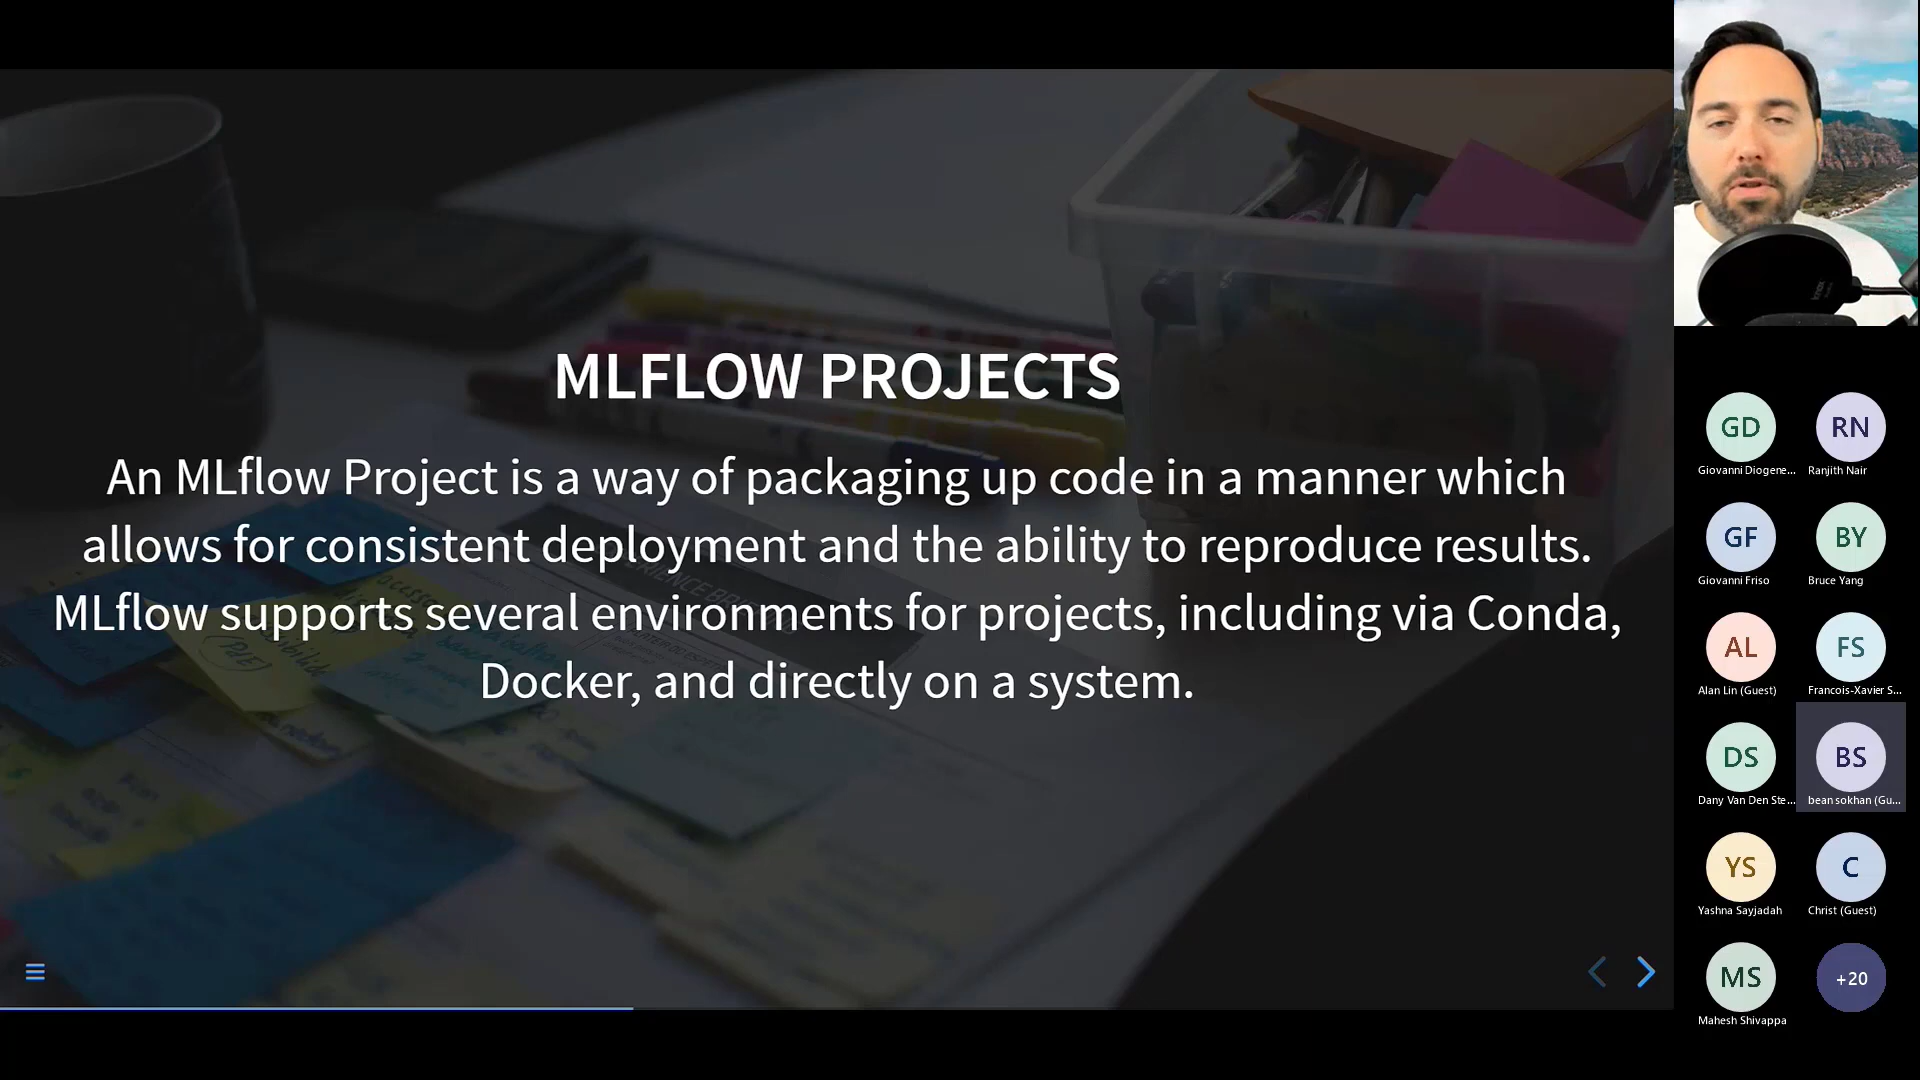 MLFLOW PROJECTS
An MLflow Project is a way of packaging up code in a manner which
allows for consistent deployment and the ability to reproduce results.
MLflow supports several environments for projects, including via Conda,
Docker, and directly on a system.
GD
RN
Giovanni Diogene...
Ranjith Nair
GF
BY
Giovanni Friso
Bruce Yang
AL
FS
Alan Lin (Guest)
Francois-Xavier S...
DS
BS
Dany Van Den Ste...
bean sokhan (Gu...
YS
C
Yashna Sayjadah
Christ (Guest)
MS
+20
Mahesh Shivappa